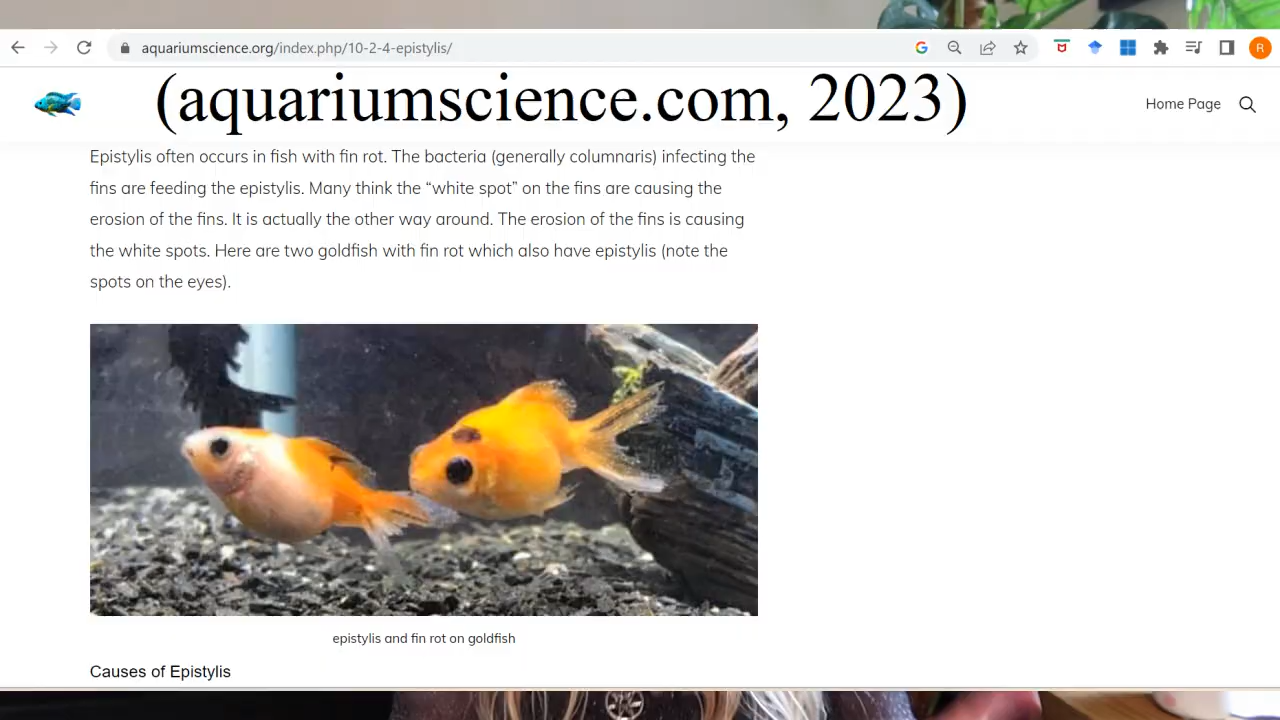 aquariumscience.org/index.php/10-2-4-epistylis/
R
(aquariumscience.com, 2023)
Home Page
Epistylis often occurs in fish with fin rot. The bacteria (generally columnaris) infecting the
fins are feeding the epistylis. Many think the “white spot” on the fins are causing the
erosion of the fins. It is actually the other way around. The erosion of the fins is causing
the white spots. Here are two goldfish with fin rot which also have epistylis (note the
spots on the eyes).
epistylis and fin rot on goldfish
Causes of Epistylis